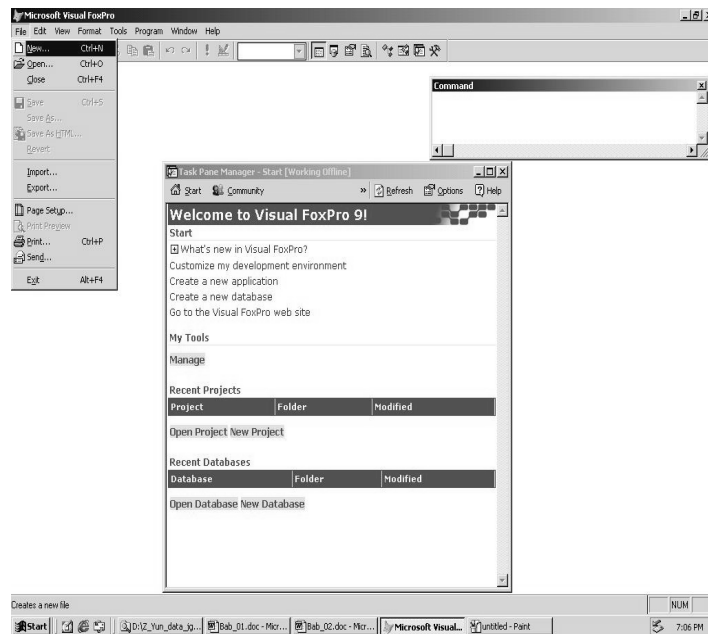 Microsoft Visual FoxPro
File Edit View Format Tools Program Window Help
New... Ctrl+N
Open... Ctrl+O
Close Ctrl+F4
Save Ctrl+S
Save As...
Save As HTML...
Revert
Import...
Export...
Page Setup...
Print Preview
Print... Ctrl+P
Send...
Exit Alt+F4
Command
Task Pane Manager - Start [Working Offline]
Start Community » Refresh Options Help
Welcome to Visual FoxPro 9!
Start
What's new in Visual FoxPro?
Customize my development environment
Create a new application
Create a new database
Go to the Visual FoxPro web site
My Tools
Manage
Recent Projects
Project Folder Modified
Open Project New Project
Recent Databases
Database Folder Modified
Open Database New Database
Creates a new file NUM
Start D:\Z_Yun_data_jg... Bab_01.doc - Micr... Bab_02.doc - Micr... Microsoft Visual... untitled - Paint 7:06 PM